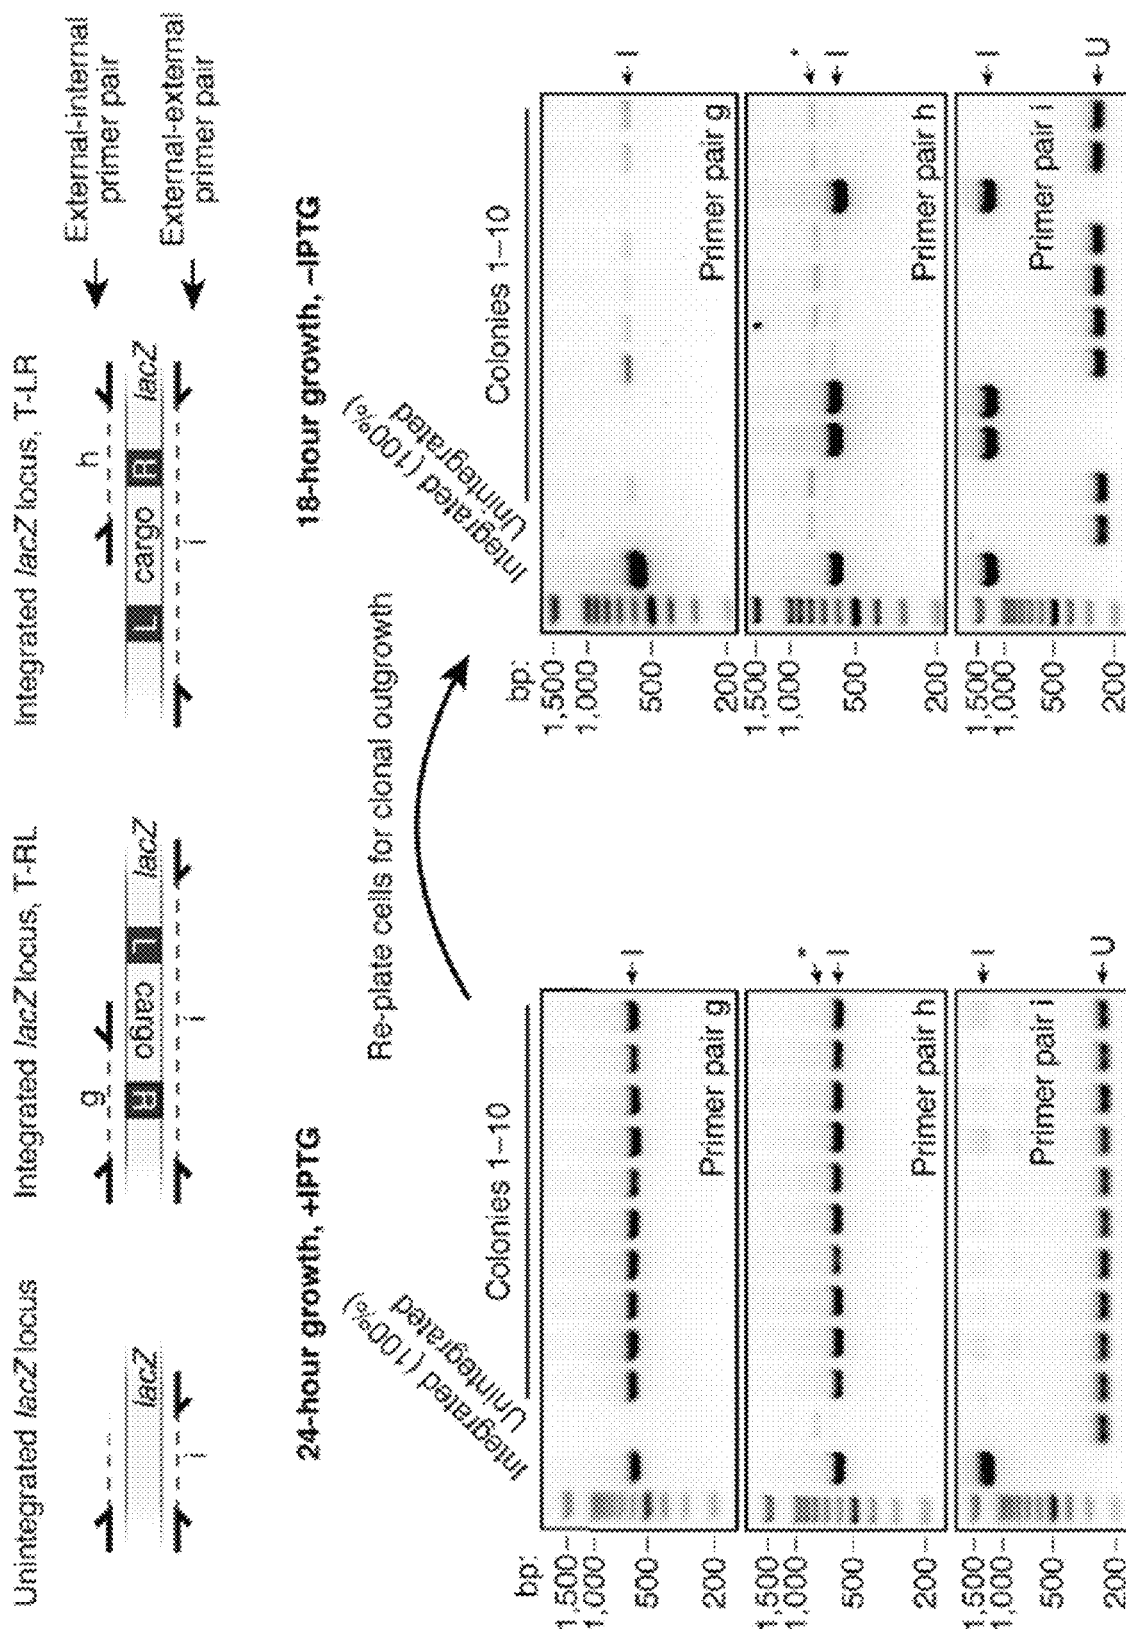 Unintegrated lacZ locus
Integrated lacZ locus, T-RL
Integrated lacZ locus, T-LR
External-internal
primer pair
External-external
primer pair
g
h
lacZ
R
cargo
L
lacZ
L
cargo
R
lacZ
i
i
i
24-hour growth, +IPTG
Re-plate cells for clonal outgrowth
18-hour growth, –IPTG
Integrated (100%)
Unintegrated
Colonies 1–10
bp:
1,500
1,000
500
200
I
Primer pair g
1,500
1,000
500
200
*
I
Primer pair h
1,500
1,000
500
200
I
U
Primer pair i
Integrated (100%)
Unintegrated
Colonies 1–10
bp:
1,500
1,000
500
200
I
Primer pair g
1,500
1,000
500
200
*
I
Primer pair h
1,500
1,000
500
200
I
U
Primer pair i